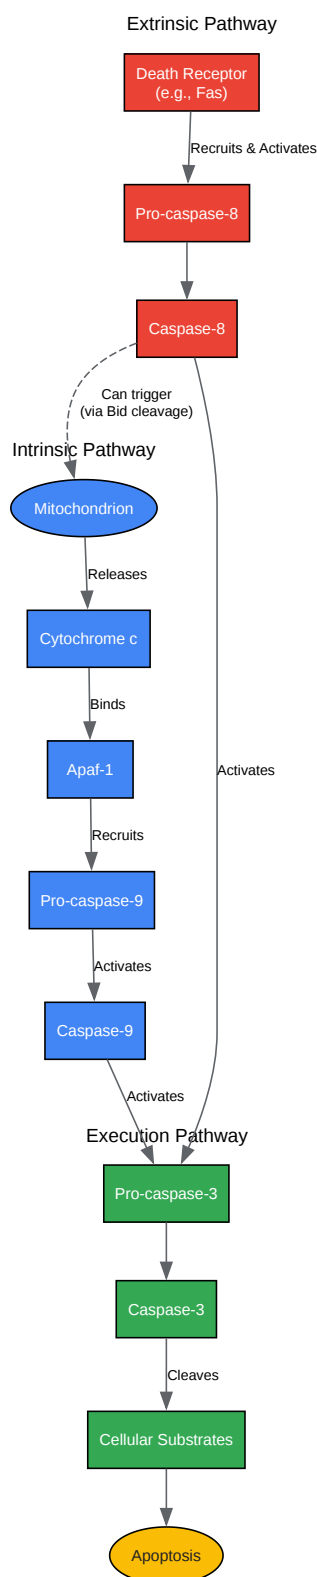 Extrinsic Pathway
Death Receptor
(e.g., Fas)
Recruits & Activates
Pro-caspase-8
Caspase-8
Can trigger
(via Bid cleavage)
Intrinsic Pathway
Mitochondrion
Releases
Cytochrome c
Binds
Apaf-1
Activates
Recruits
Pro-caspase-9
Activates
Caspase-9
Activates
Execution Pathway
Pro-caspase-3
Caspase-3
Cleaves
Cellular Substrates
Apoptosis